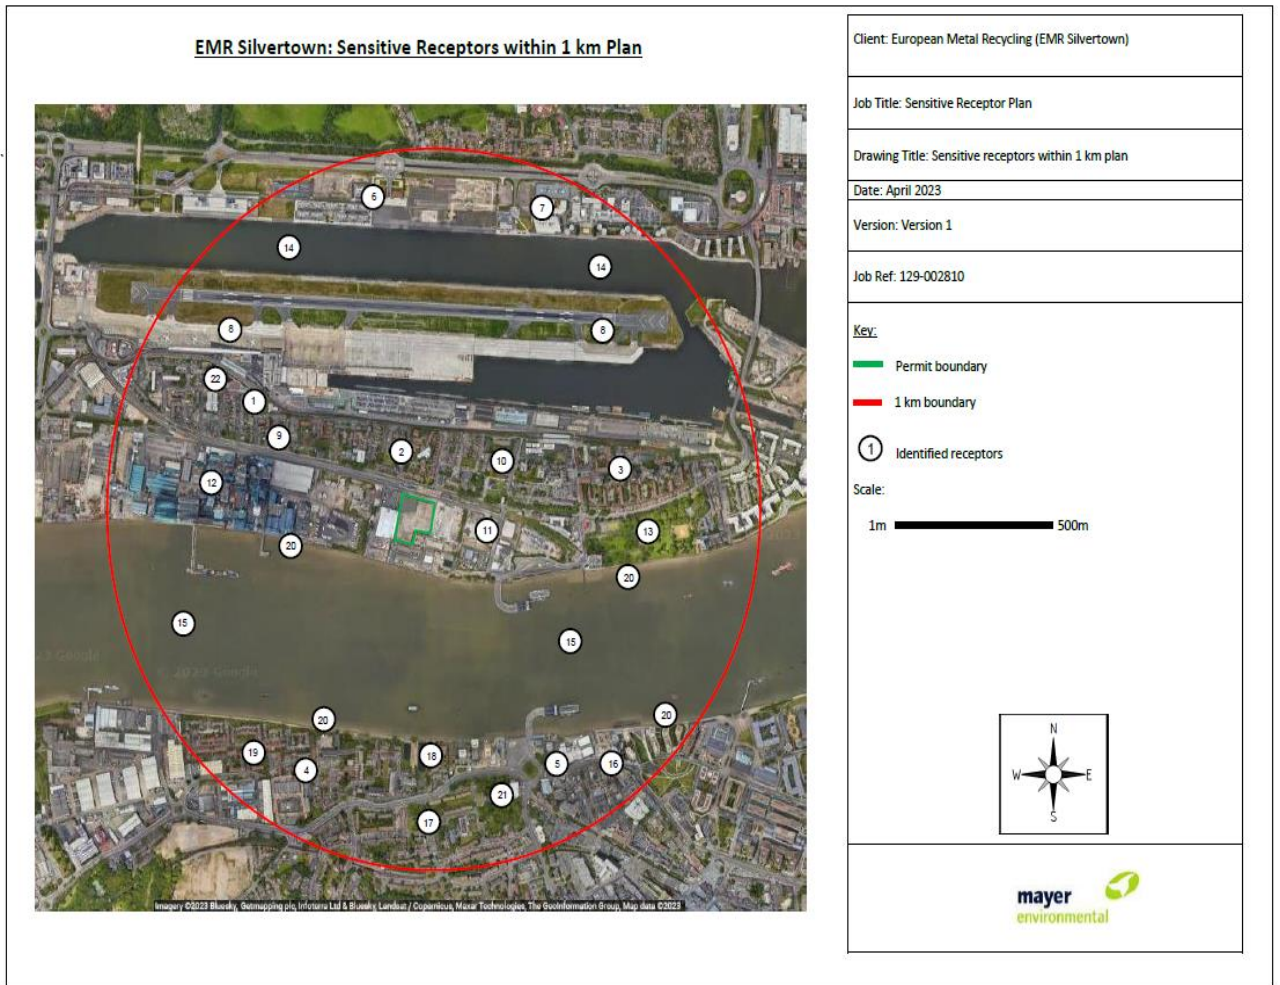 EMR Silvertown: Sensitive Receptors within 1 km Plan
6
7
14
14
8
8
22
1
9
2
10
3
12
11
13
20
20
15
15
© 2023 Google
20
20
19
4
18
5
16
21
17
Imagery ©2023 Bluesky, Getmapping plc, Infoterra Ltd & Bluesky, Landsat / Copernicus, Maxar Technologies, The GeoInformation Group, Map data ©2023
Client: European Metal Recycling (EMR Silvertown)
Job Title: Sensitive Receptor Plan
Drawing Title: Sensitive receptors within 1 km plan
Date: April 2023
Version: Version 1
Job Ref: 129-002810
Key:
Permit boundary
1 km boundary
1 Identified receptors
Scale:
1m 500m
N
W E
S
mayer
environmental